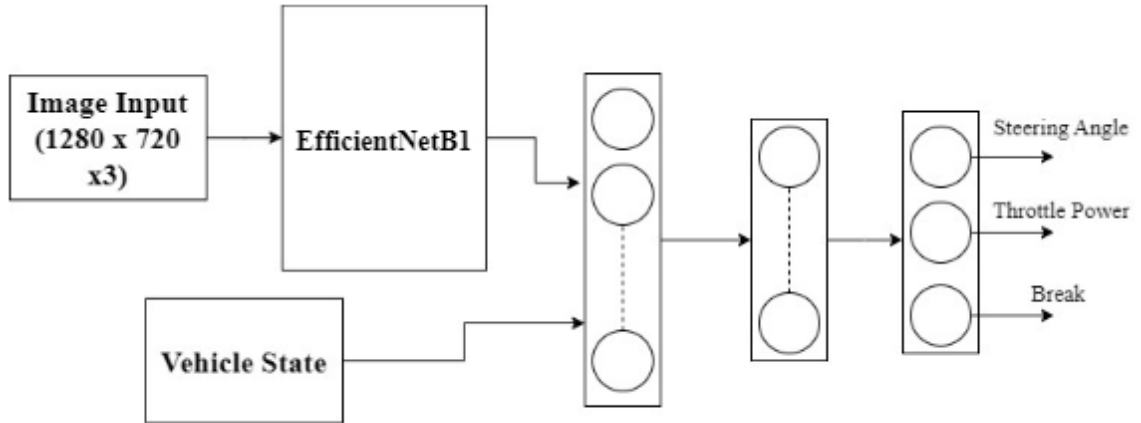 Image Input
(1280 x 720
x3)
EfficientNetB1
Vehicle State
Steering Angle
Throttle Power
Break